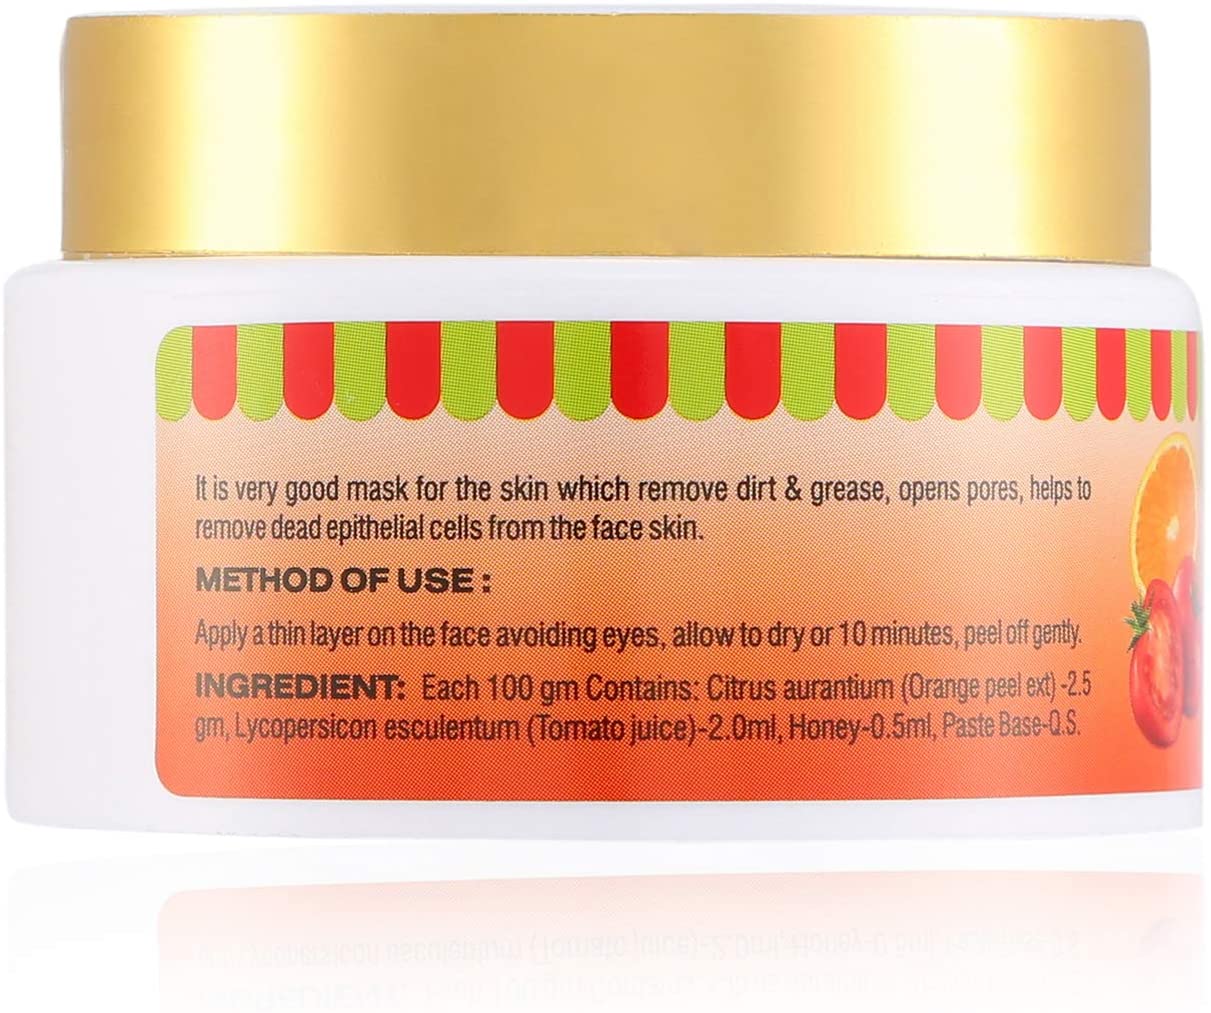 It is very good mask for the skin which remove dirt & grease, opens pores, helps to
remove dead epithelial cells from the face skin.
METHOD OF USE :
Apply a thin layer on the face avoiding eyes, allow to dry or 10 minutes, peel off gently.
INGREDIENT: Each 100 gm Contains: Citrus aurantium (Orange peel ext) -2.5
gm, Lycopersicon esculentum (Tomato juice)-2.0ml, Honey-0.5ml, Paste Base-Q.S.